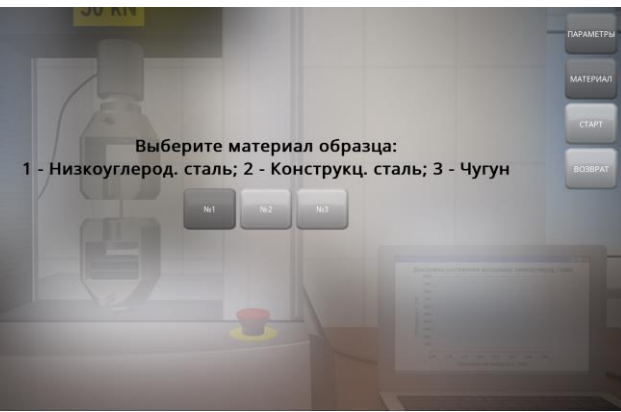 50 kN
ПАРАМЕТРЫ
МАТЕРИАЛ
СТАРТ
ВОЗВРАТ
Выберите материал образца:
1 - Низкоуглерод. сталь; 2 - Конструкц. сталь; 3 - Чугун
№1 №2 №3